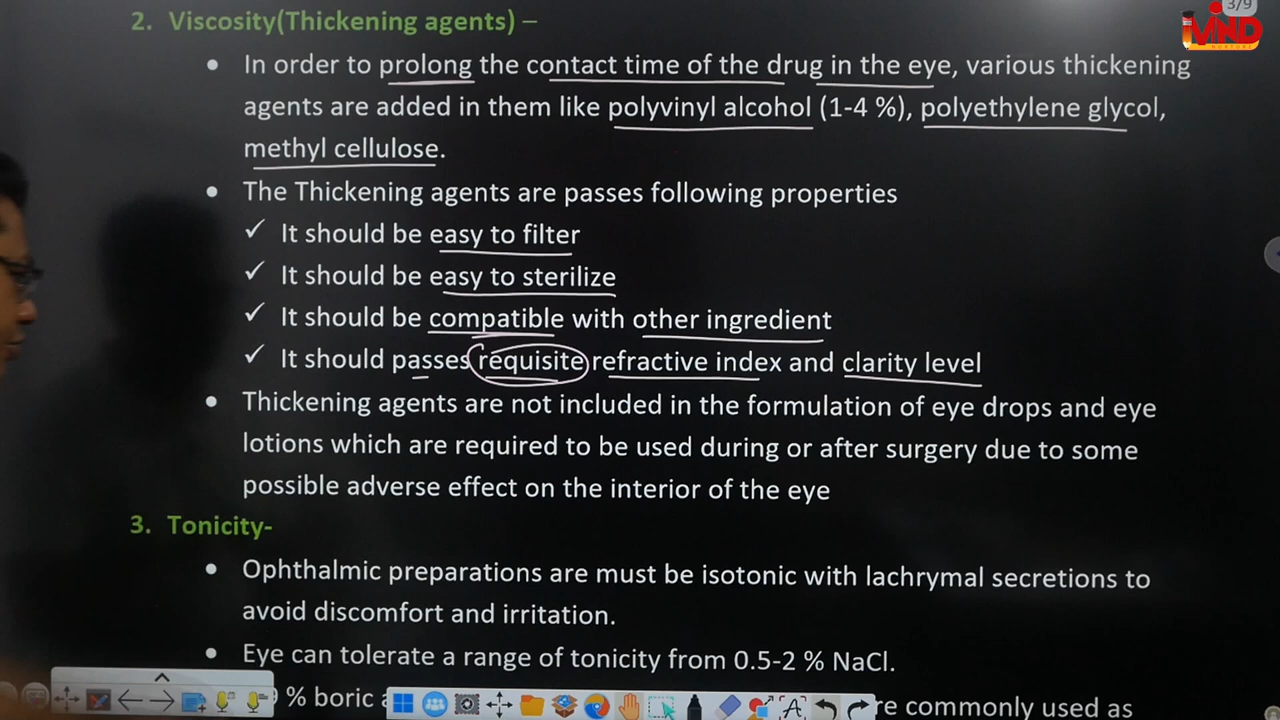 3/9
MIND
2. Viscosity(Thickening agents) –
• In order to prolong the contact time of the drug in the eye, various thickening
agents are added in them like polyvinyl alcohol (1-4 %), polyethylene glycol,
methyl cellulose.
• The Thickening agents are passes following properties
✓ It should be easy to filter
✓ It should be easy to sterilize
✓ It should be compatible with other ingredient
✓ It should passes requisite refractive index and clarity level
• Thickening agents are not included in the formulation of eye drops and eye
lotions which are required to be used during or after surgery due to some
possible adverse effect on the interior of the eye
3. Tonicity-
• Ophthalmic preparations are must be isotonic with lachrymal secretions to
avoid discomfort and irritation.
• Eye can tolerate a range of tonicity from 0.5-2 % NaCl.
% boric commonly used as